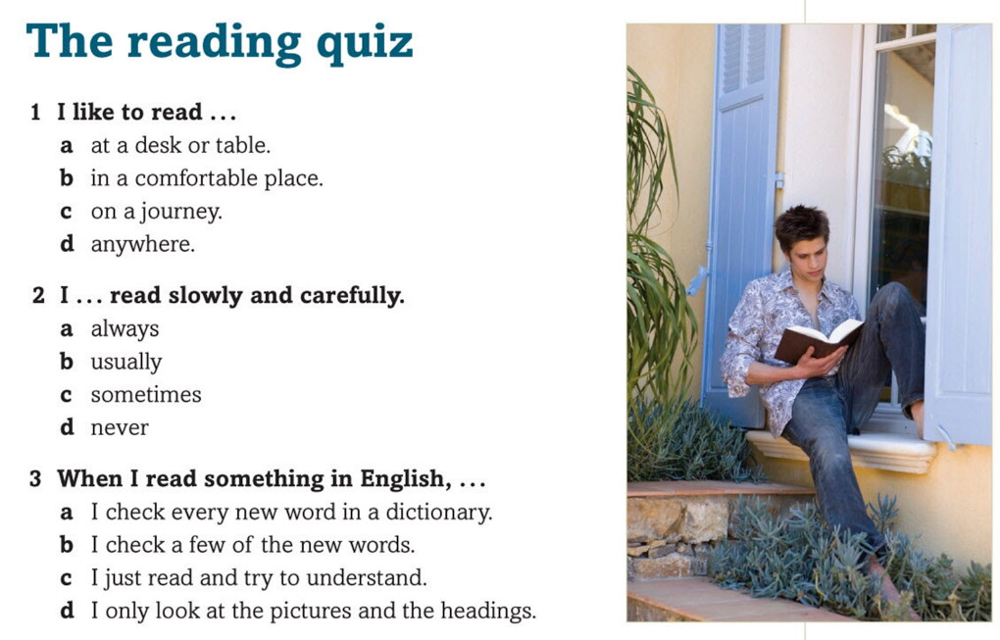 The reading quiz
1 I like to read ...
a at a desk or table.
b in a comfortable place.
c on a journey.
d anywhere.
2 I ... read slowly and carefully.
a always
b usually
c sometimes
d never
3 When I read something in English, ...
a I check every new word in a dictionary.
b I check a few of the new words.
c I just read and try to understand.
d I only look at the pictures and the headings.